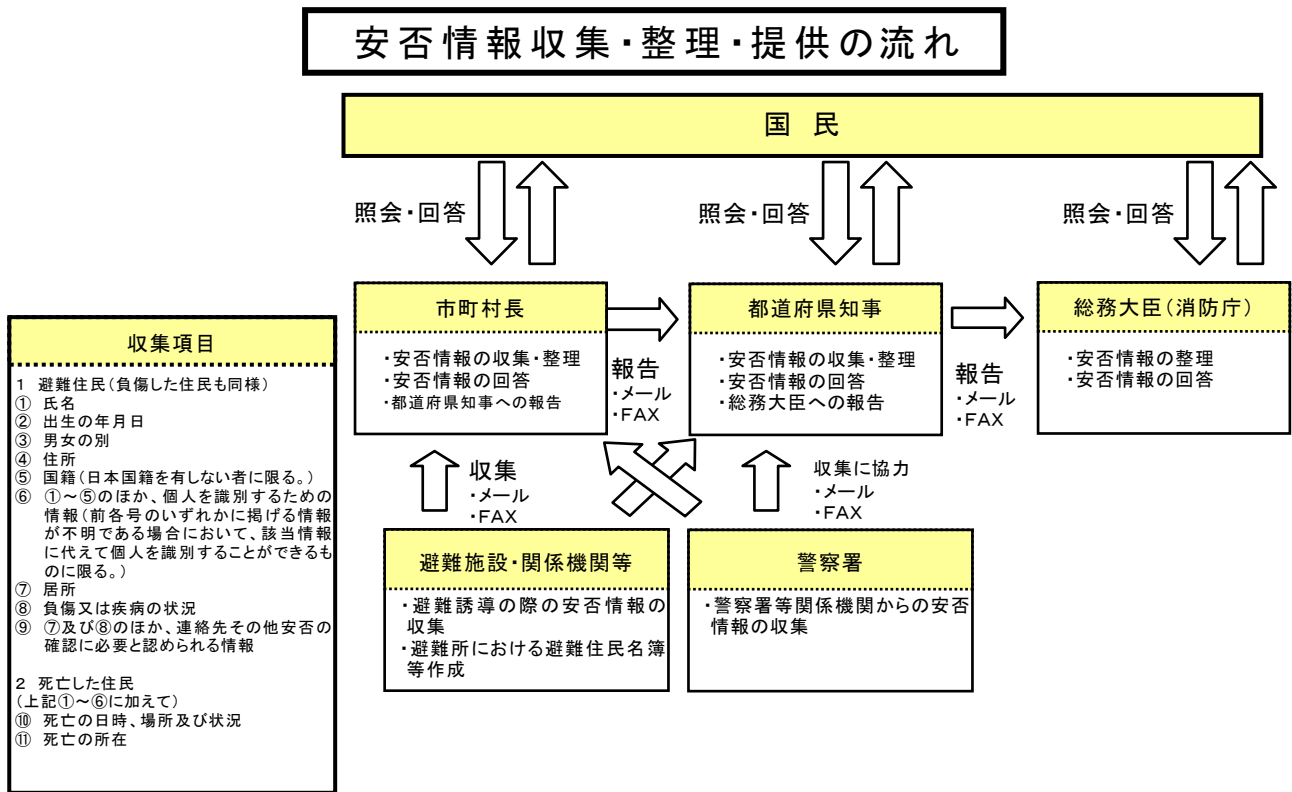 安否情報収集・整理・提供の流れ
国 民
照会・回答
照会・回答
照会・回答
市町村長
・安否情報の収集・整理
・安否情報の回答
・都道府県知事への報告
報告
・メール
・FAX
都道府県知事
・安否情報の収集・整理
・安否情報の回答
・総務大臣への報告
報告
・メール
・FAX
総務大臣(消防庁)
・安否情報の整理
・安否情報の回答
収集
・メール
・FAX
収集に協力
・メール
・FAX
避難施設・関係機関等
・避難誘導の際の安否情報の
収集
・避難所における避難住民名簿
等作成
警察署
・警察署等関係機関からの安否
情報の収集
収集項目
1 避難住民(負傷した住民も同様)
① 氏名
② 出生の年月日
③ 男女の別
④ 住所
⑤ 国籍(日本国籍を有しない者に限る。)
⑥ ①~⑤のほか、個人を識別するための
情報(前各号のいずれかに掲げる情報
が不明である場合において、該当情報
に代えて個人を識別することができるも
のに限る。)
⑦ 居所
⑧ 負傷又は疾病の状況
⑨ ⑦及び⑧のほか、連絡先その他安否の
確認に必要と認められる情報
2 死亡した住民
(上記①~⑥に加えて)
⑩ 死亡の日時、場所及び状況
⑪ 死亡の所在